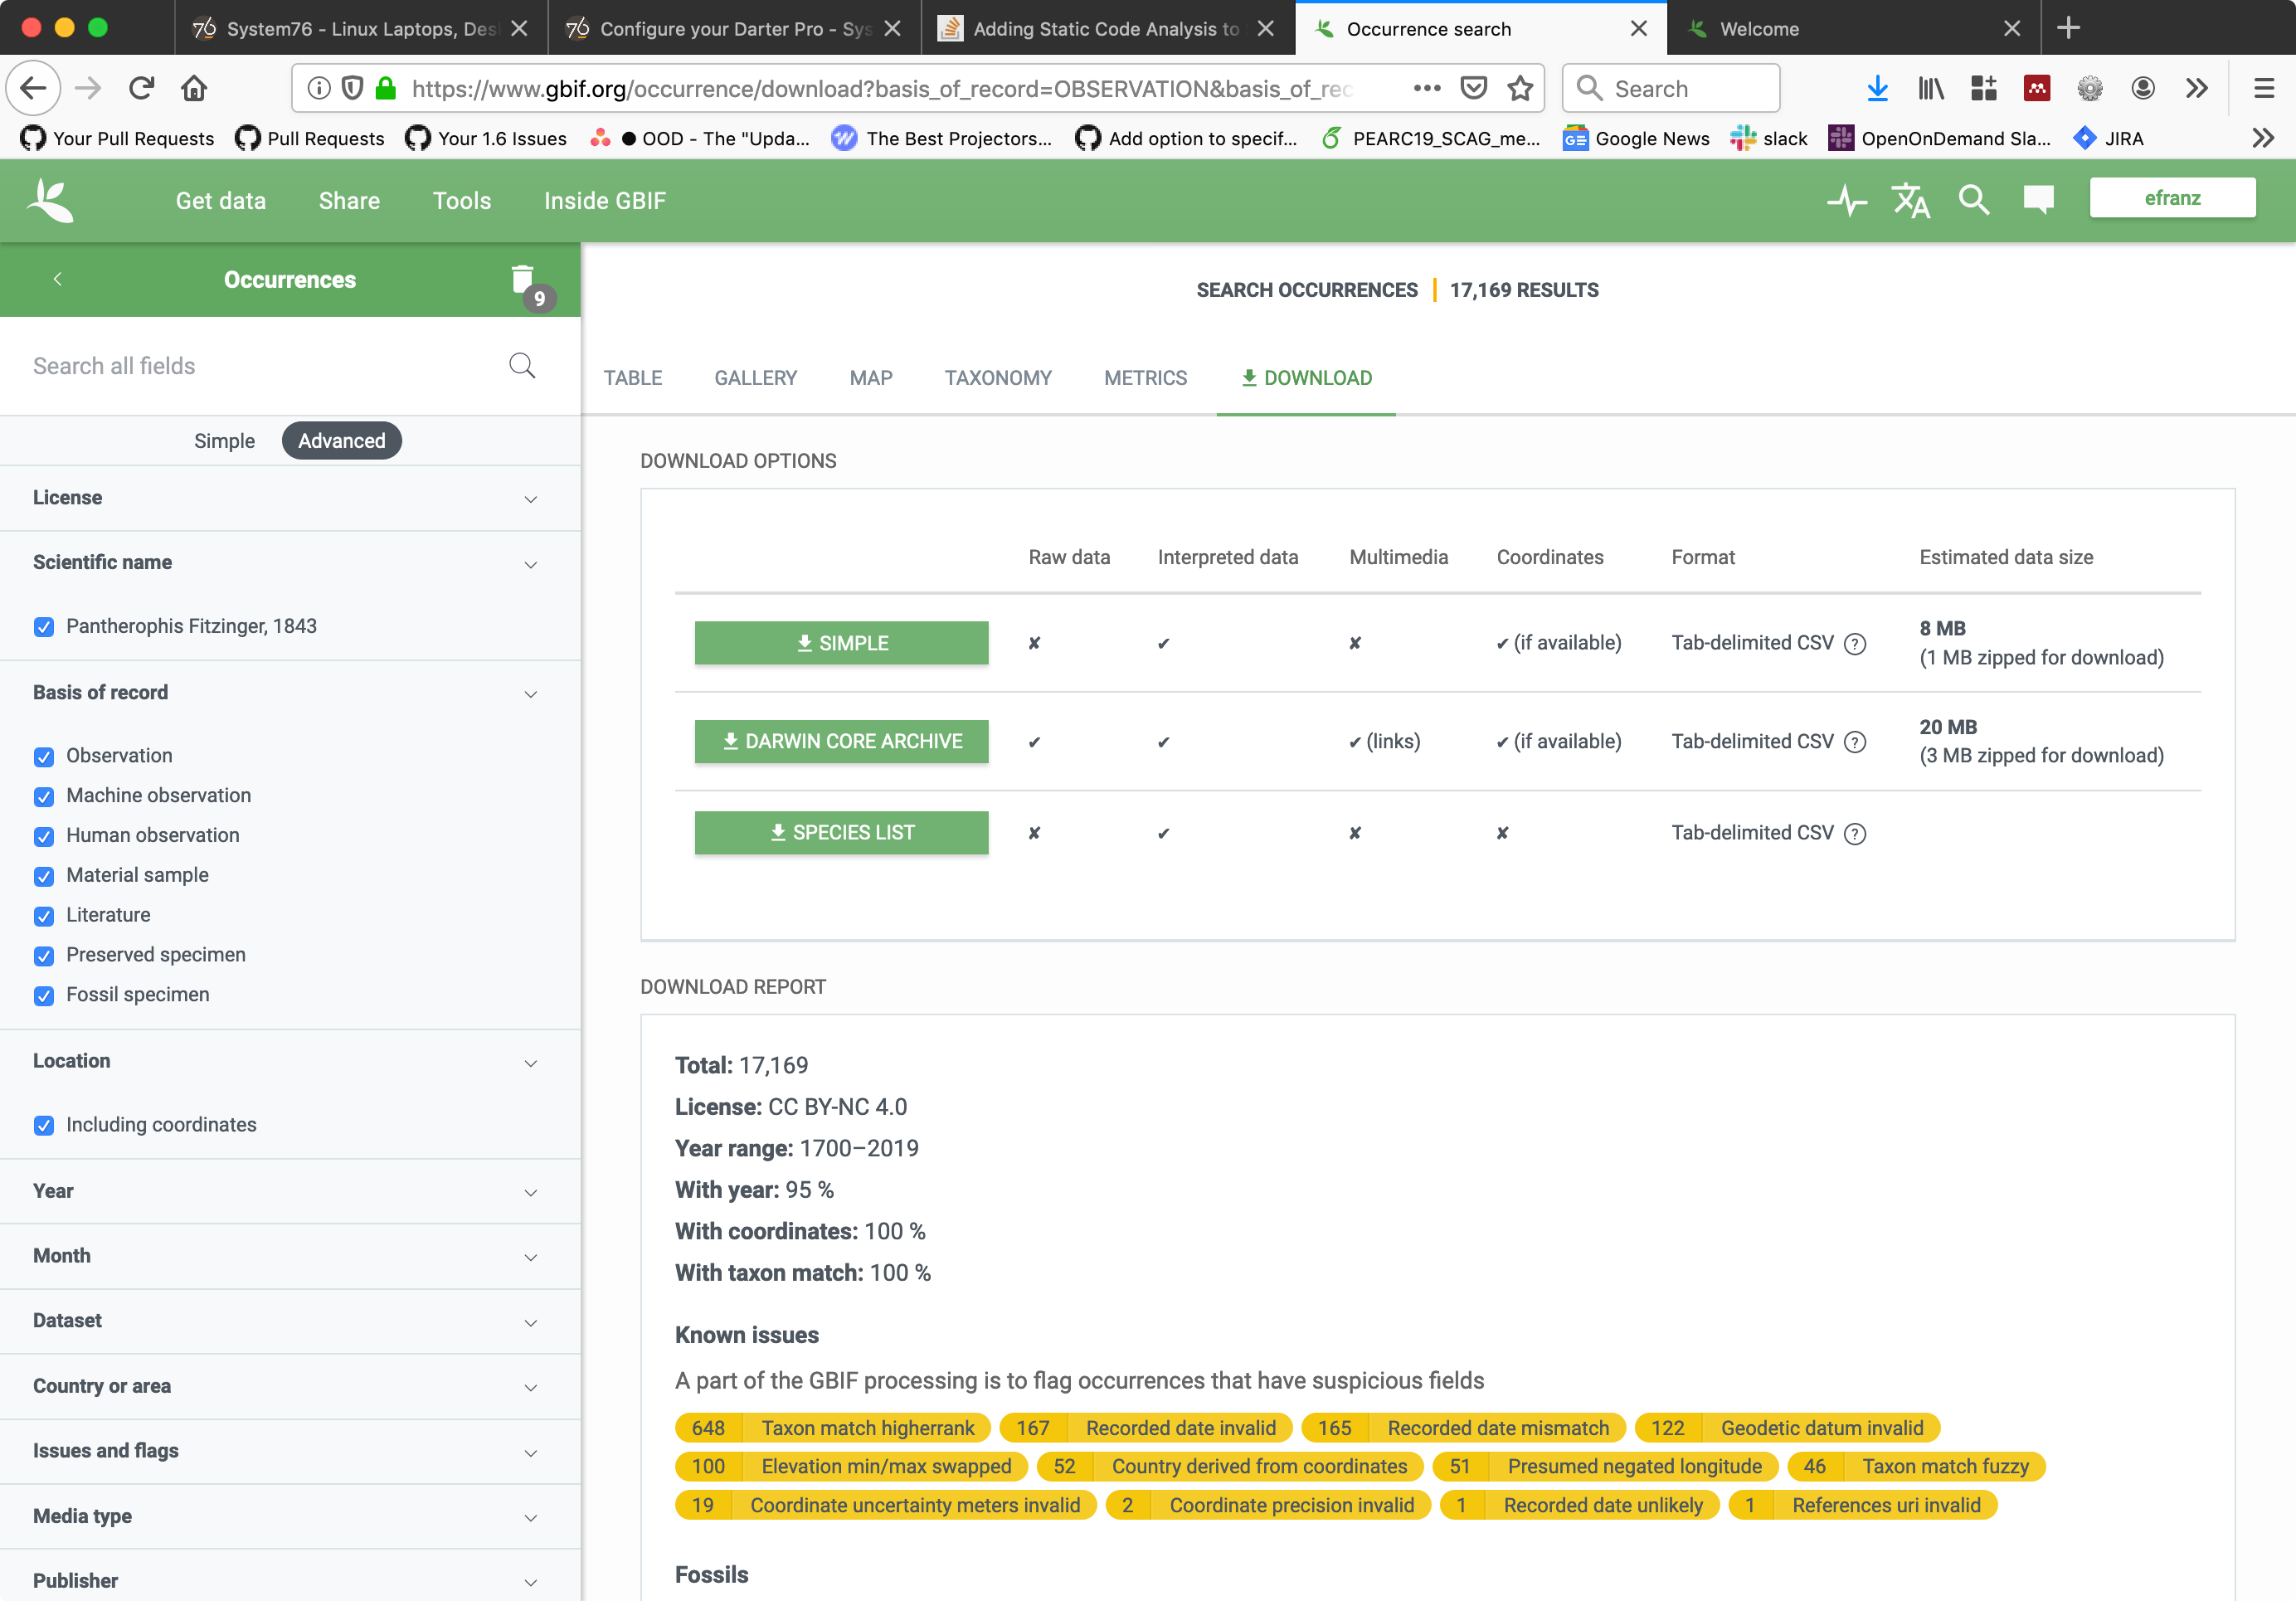 System76 - Linux Laptops, Des
Configure your Darter Pro - Sys
Adding Static Code Analysis to
Occurrence search
Welcome
https://www.gbif.org/occurrence/download?basis_of_record=OBSERVATION&basis_of_rec
Search
Your Pull Requests
Pull Requests
Your 1.6 Issues
● OOD - The "Upda...
The Best Projectors...
Add option to specif...
PEARC19_SCAG_me...
Google News
slack
OpenOnDemand Sla...
JIRA
Get data
Share
Tools
Inside GBIF
efranz
Occurrences
9
SEARCH OCCURRENCES | 17,169 RESULTS
Search all fields
TABLE
GALLERY
MAP
TAXONOMY
METRICS
DOWNLOAD
Simple
Advanced
License
Scientific name
Pantherophis Fitzinger, 1843
Basis of record
Observation
Machine observation
Human observation
Material sample
Literature
Preserved specimen
Fossil specimen
Location
Including coordinates
Year
Month
Dataset
Country or area
Issues and flags
Media type
Publisher
DOWNLOAD OPTIONS
Raw data Interpreted data Multimedia Coordinates Format Estimated data size
SIMPLE ✘ ✔ ✘ ✔ (if available) Tab-delimited CSV ? 8 MB
(1 MB zipped for download)
DARWIN CORE ARCHIVE ✔ ✔ ✔ (links) ✔ (if available) Tab-delimited CSV ? 20 MB
(3 MB zipped for download)
SPECIES LIST ✘ ✔ ✘ ✘ Tab-delimited CSV ?
DOWNLOAD REPORT
Total: 17,169
License: CC BY-NC 4.0
Year range: 1700–2019
With year: 95 %
With coordinates: 100 %
With taxon match: 100 %
Known issues
A part of the GBIF processing is to flag occurrences that have suspicious fields
648 Taxon match higherrank 167 Recorded date invalid 165 Recorded date mismatch 122 Geodetic datum invalid
100 Elevation min/max swapped 52 Country derived from coordinates 51 Presumed negated longitude 46 Taxon match fuzzy
19 Coordinate uncertainty meters invalid 2 Coordinate precision invalid 1 Recorded date unlikely 1 References uri invalid
Fossils